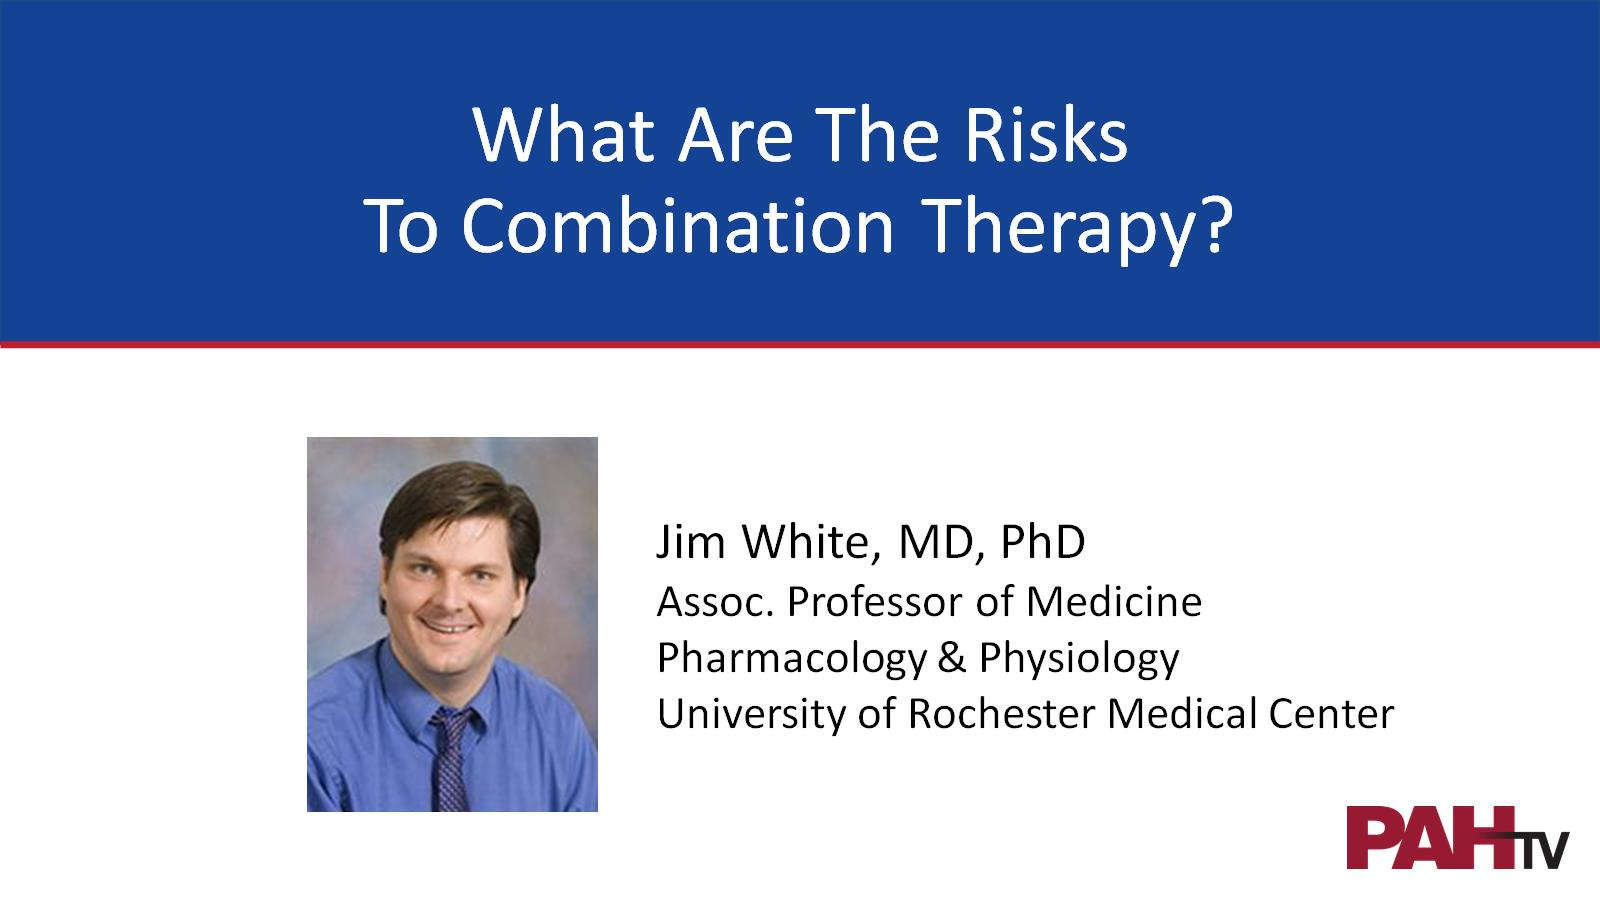 What Are The Risks
To Combination Therapy?
Jim White, MD, PhD
Assoc. Professor of Medicine
Pharmacology & Physiology
University of Rochester Medical Center
PAHTV